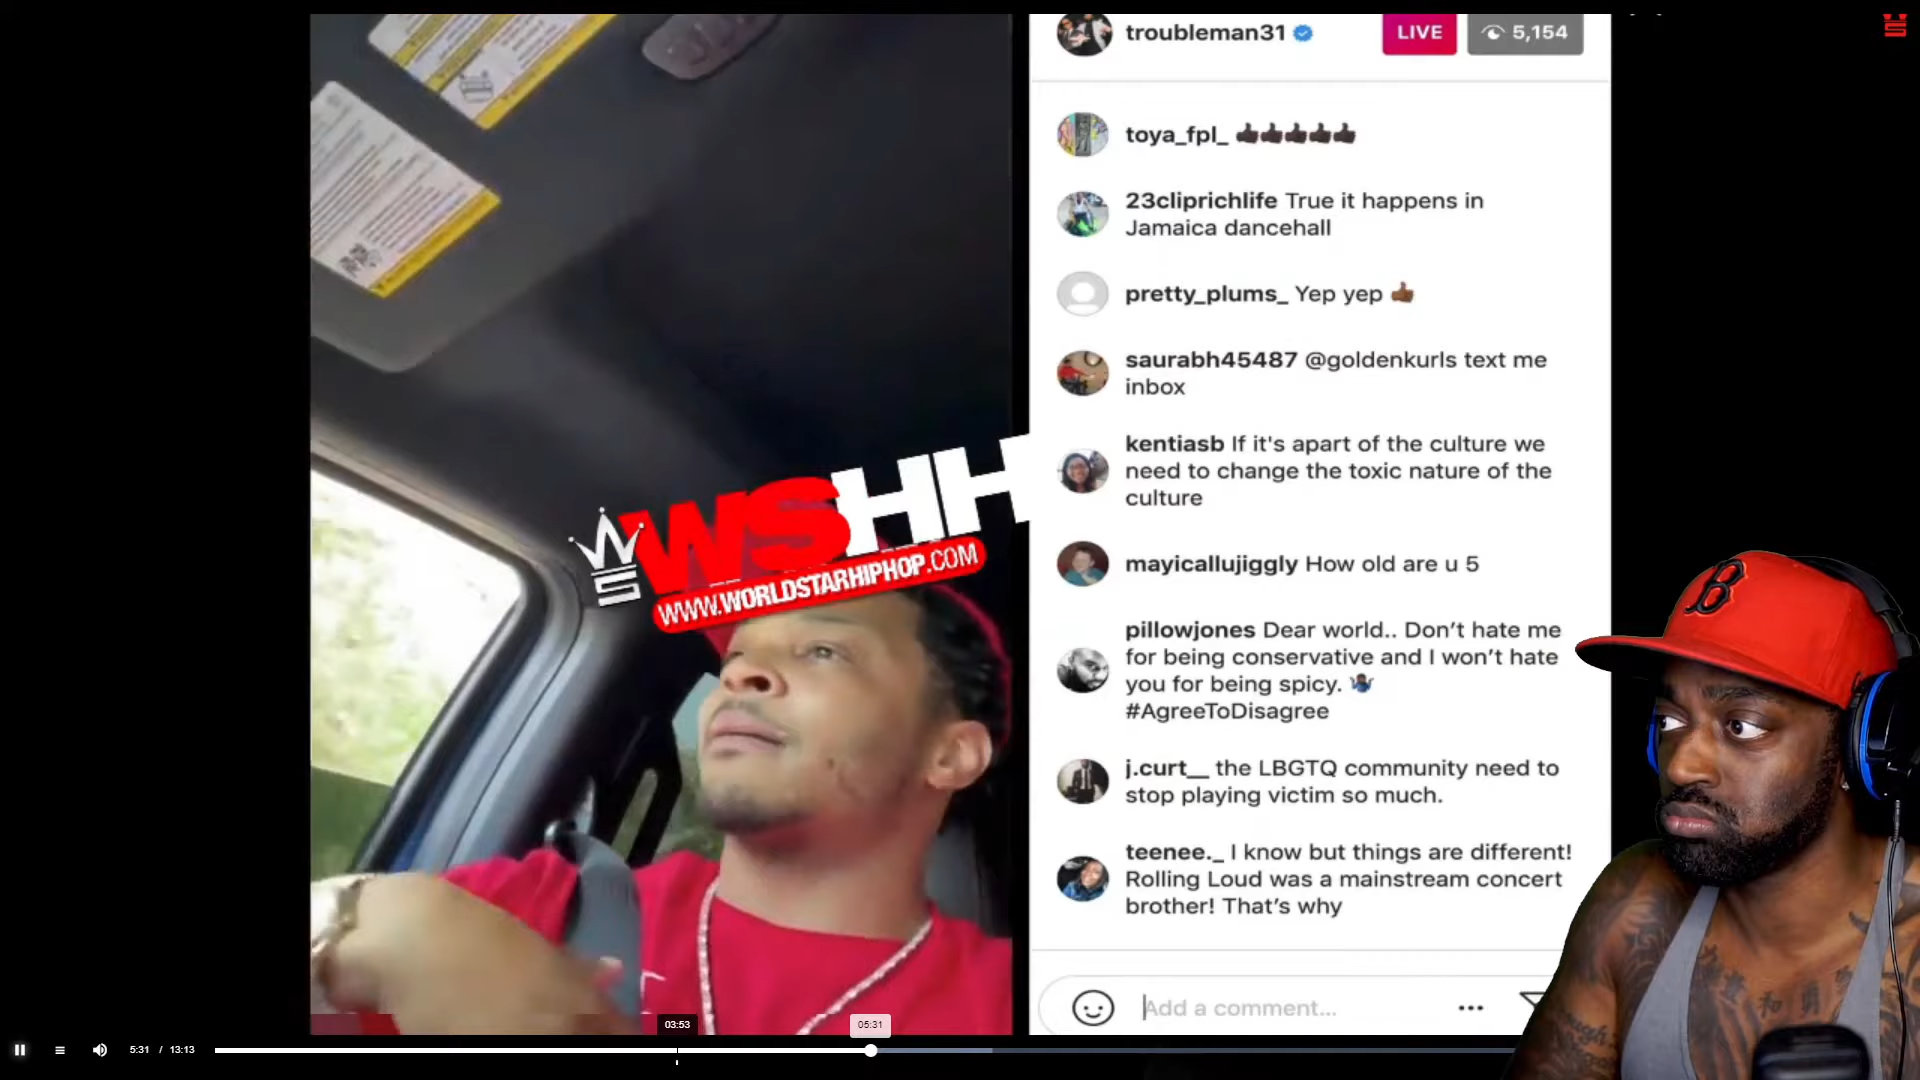 troubleman31
LIVE
5,154
toya_fpl_ 👍🏿👍🏿👍🏿👍🏿👍🏿
23cliprichlife True it happens in
Jamaica dancehall
pretty_plums_ Yep yep 👍🏾
saurabh45487 @goldenkurls text me
inbox
kentiasb If it's apart of the culture we
need to change the toxic nature of the
culture
mayicallujiggly How old are u 5
pillowjones Dear world.. Don’t hate me
for being conservative and I won’t hate
you for being spicy. 🤷🏿‍♂️
#AgreeToDisagree
j.curt__ the LBGTQ community need to
stop playing victim so much.
teenee._ I know but things are different!
Rolling Loud was a mainstream concert
brother! That’s why
Add a comment...
WSHH
WWW.WORLDSTARHIPHOP.COM
B
03:53
05:31
5:31 / 13:13